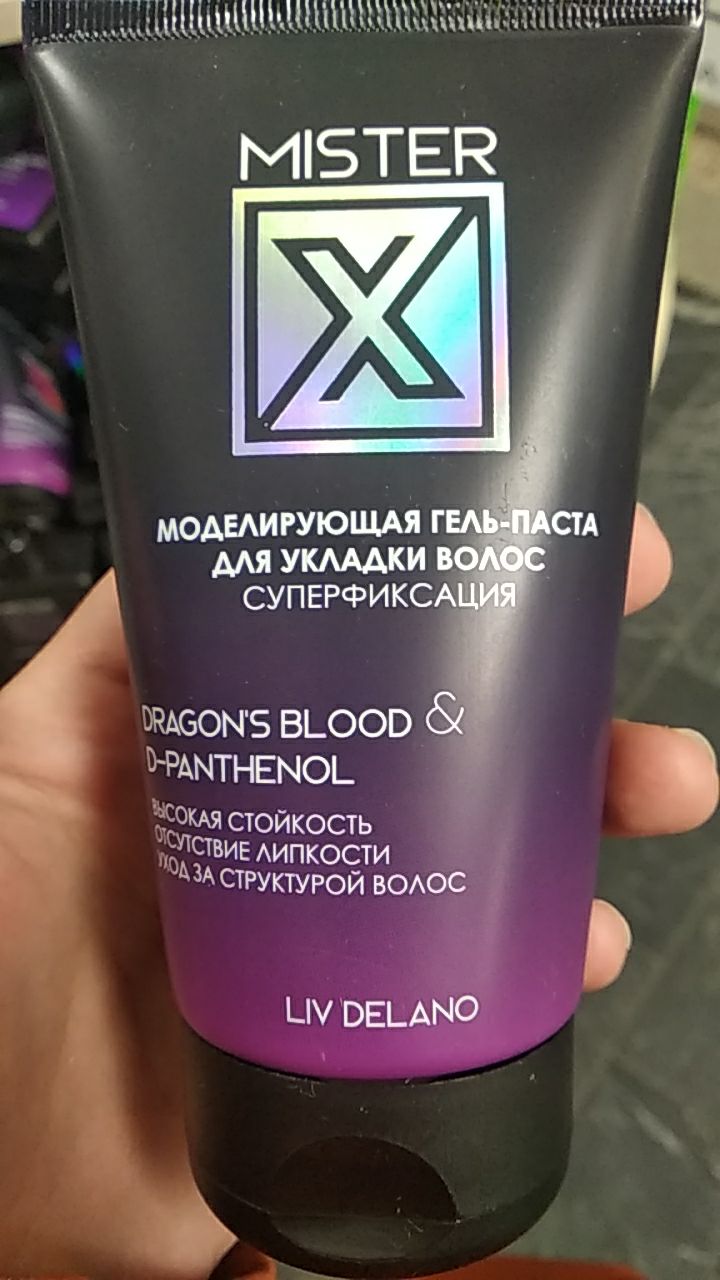 MISTER
X
МОДЕЛИРУЮЩАЯ ГЕЛЬ-ПАСТА
ДЛЯ УКЛАДКИ ВОЛОС
СУПЕРФИКСАЦИЯ
DRAGON'S BLOOD &
D-PANTHENOL
ВЫСОКАЯ СТОЙКОСТЬ
ОТСУТСТВИЕ ЛИПКОСТИ
УХОД ЗА СТРУКТУРОЙ ВОЛОС
LIV DELANO